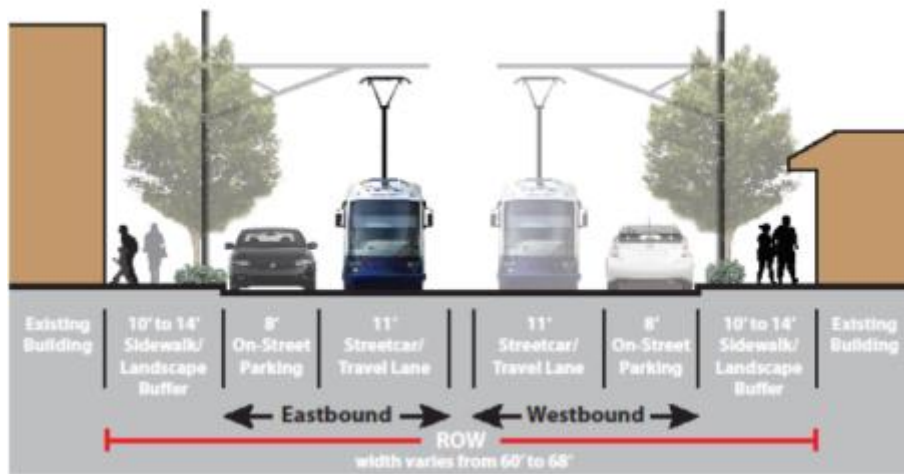 Existing
Building
10' to 14'
Sidewalk/
Landscape
Buffer
8'
On-Street
Parking
11'
Streetcar/
Travel Lane
11'
Streetcar/
Travel Lane
8'
On-Street
Parking
10' to 14'
Sidewalk/
Landscape
Buffer
Existing
Building
Eastbound
Westbound
ROW
width varies from 60' to 68'